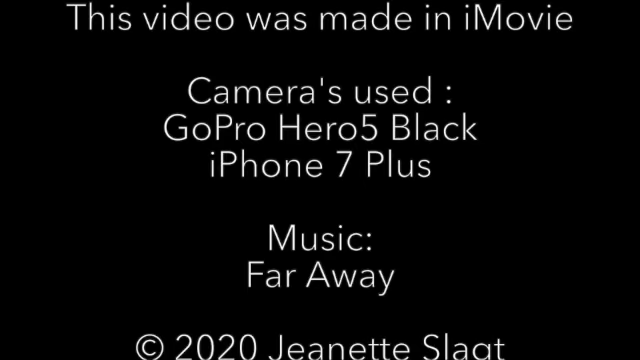 This video was made in iMovie
Camera's used :
GoPro Hero5 Black
iPhone 7 Plus
Music:
Far Away
© 2020 Jeanette Slagt